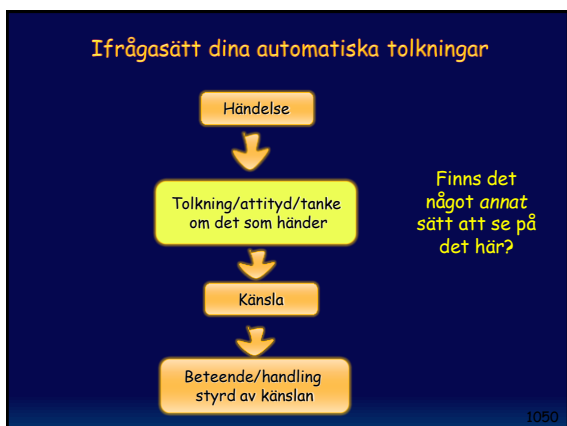 Ifrågasätt dina automatiska tolkningar
Händelse
Tolkning/attityd/tanke
om det som händer
Finns det
något annat
sätt att se på
det här?
Känsla
Beteende/handling
styrd av känslan
1050